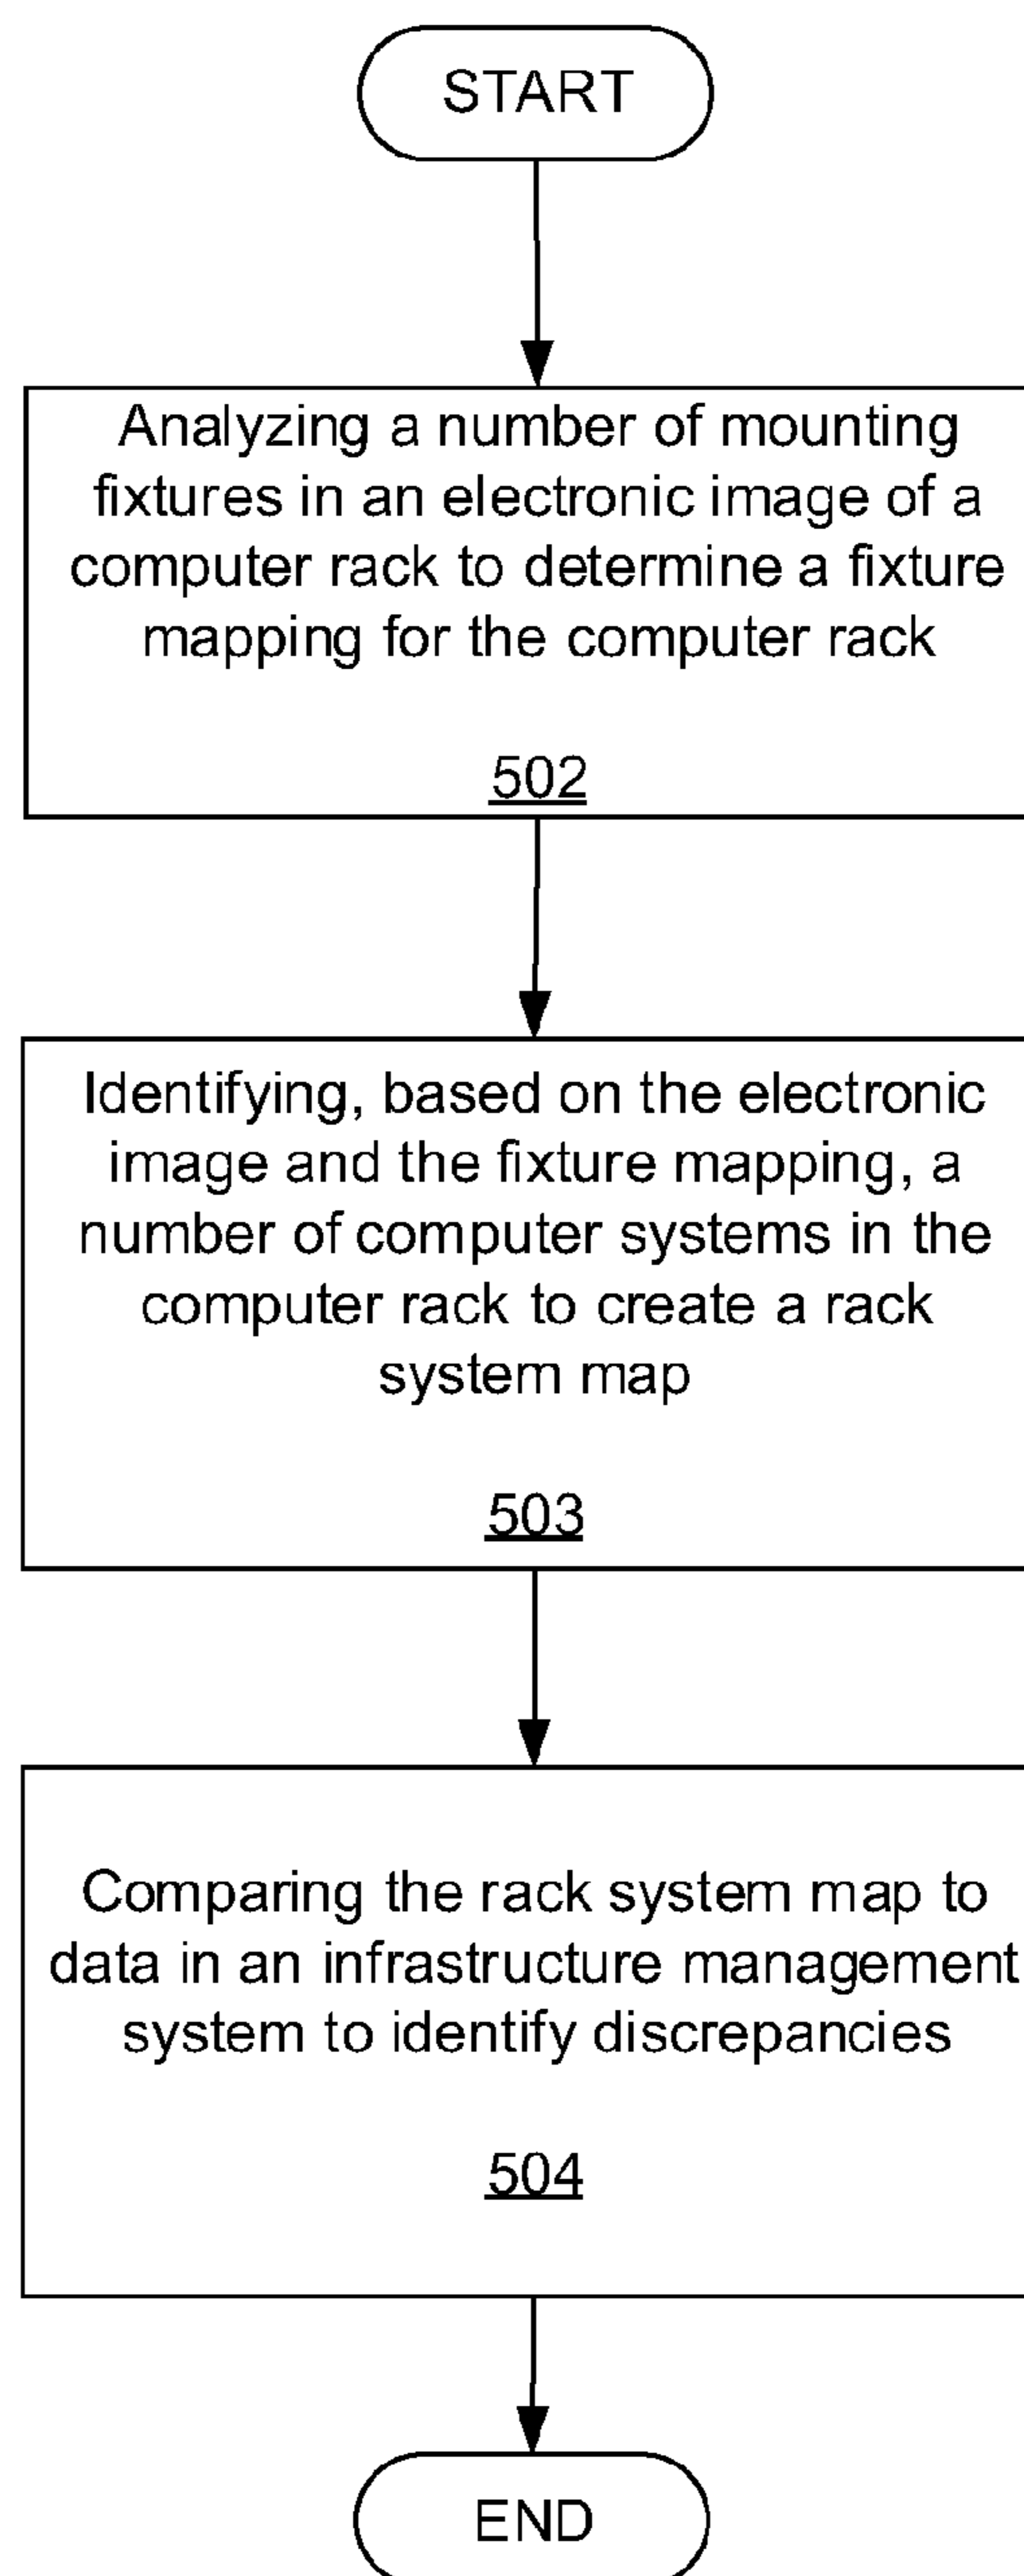 START
Analyzing a number of mounting
fixtures in an electronic image of a
computer rack to determine a fixture
mapping for the computer rack
502
Identifying, based on the electronic
image and the fixture mapping, a
number of computer systems in the
computer rack to create a rack
system map
503
Comparing the rack system map to
data in an infrastructure management
system to identify discrepancies
504
END